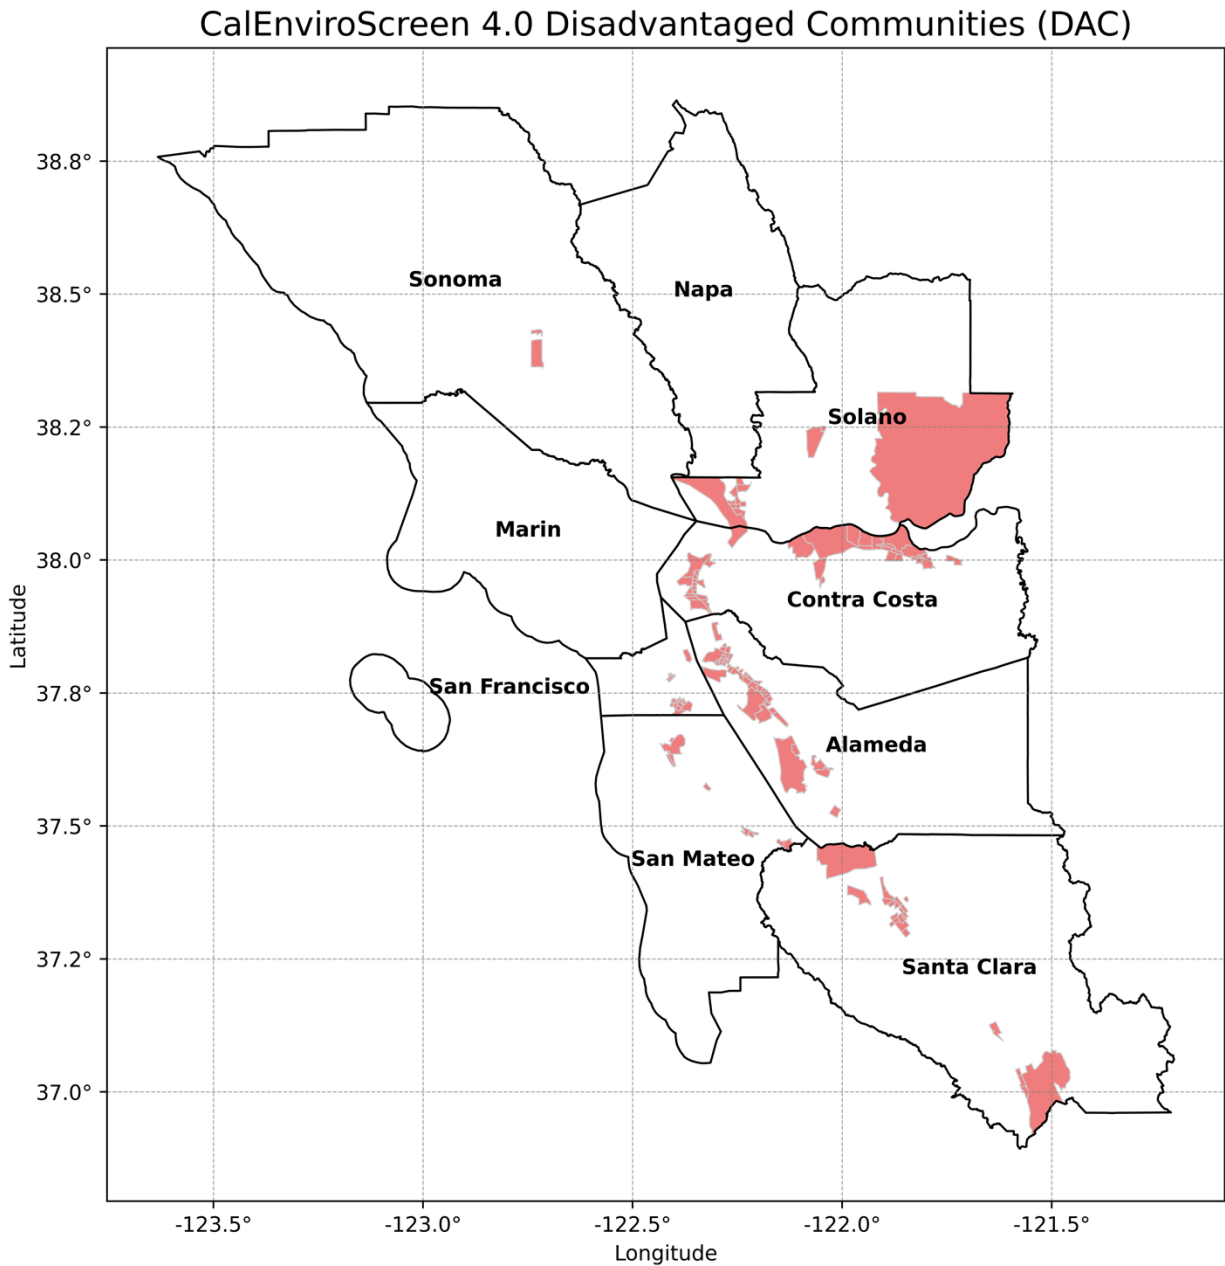 CalEnviroScreen 4.0 Disadvantaged Communities (DAC)
38.8°
38.5°
38.2°
38.0°
37.8°
37.5°
37.2°
37.0°
Latitude
Sonoma
Napa
Solano
Marin
Contra Costa
San Francisco
Alameda
San Mateo
Santa Clara
-123.5°
-123.0°
-122.5°
-122.0°
-121.5°
Longitude